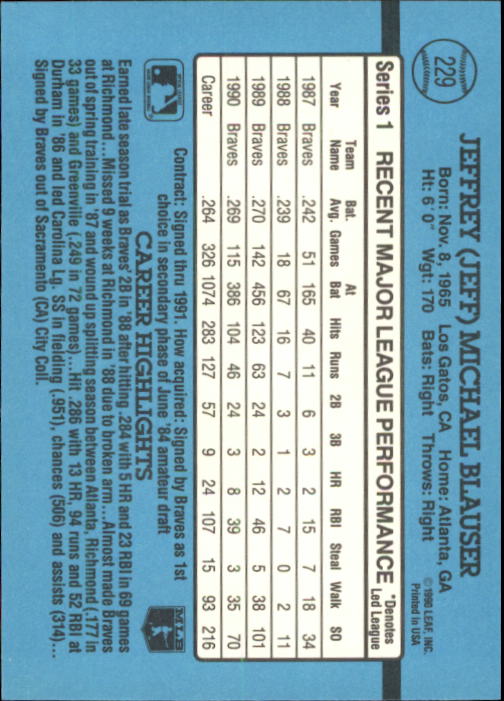 229
JEFFREY (JEFF) MICHAEL BLAUSER
Born: Nov. 8, 1965 Los Gatos, CA Home: Atlanta, GA
Ht: 6' 0" Wgt: 170 Bats: Right Throws: Right
©1990 LEAF, INC.
Printed in USA
Series 1 RECENT MAJOR LEAGUE PERFORMANCE *Denotes Led League
Year Team Name Bat. Avg. Games At Bat Hits Runs 2B 3B HR RBI Steal Walk SO
1987 Braves .242 51 165 40 11 6 3 2 15 7 18 34
1988 Braves .239 18 67 16 7 3 1 2 7 0 2 11
1989 Braves .270 142 456 123 63 24 2 12 46 5 38 101
1990 Braves .269 115 386 104 46 24 3 8 39 3 35 70
Career .264 326 1074 283 127 57 9 24 107 15 93 216
Contract: Signed thru 1991. How acquired: Signed by Braves as 1st
choice in secondary phase of June '84 amateur draft
MLB
CAREER HIGHLIGHTS
Earned late season trial as Braves' 2B in '88 after hitting .284 with 5 HR and 23 RBI in 69 games
at Richmond...Missed 9 weeks at Richmond in '88 due to broken arm...Almost made Braves
out of spring training in '87 and wound up splitting season between Atlanta, Richmond (.177 in
33 games) and Greenville (.249 in 72 games)...Hit .286 with 13 HR, 94 runs and 52 RBI at
Durham in '86 and led Carolina Lg. SS in fielding (.951), chances (506) and assists (314)...
Signed by Braves out of Sacramento (CA) City Coll.